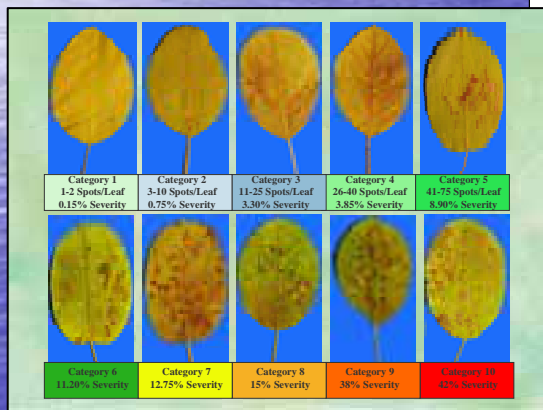 Category 1
1-2 Spots/Leaf
0.15% Severity
Category 2
3-10 Spots/Leaf
0.75% Severity
Category 3
11-25 Spots/Leaf
3.30% Severity
Category 4
26-40 Spots/Leaf
3.85% Severity
Category 5
41-75 Spots/Leaf
8.90% Severity
Category 6
11.20% Severity
Category 7
12.75% Severity
Category 8
15% Severity
Category 9
38% Severity
Category 10
42% Severity